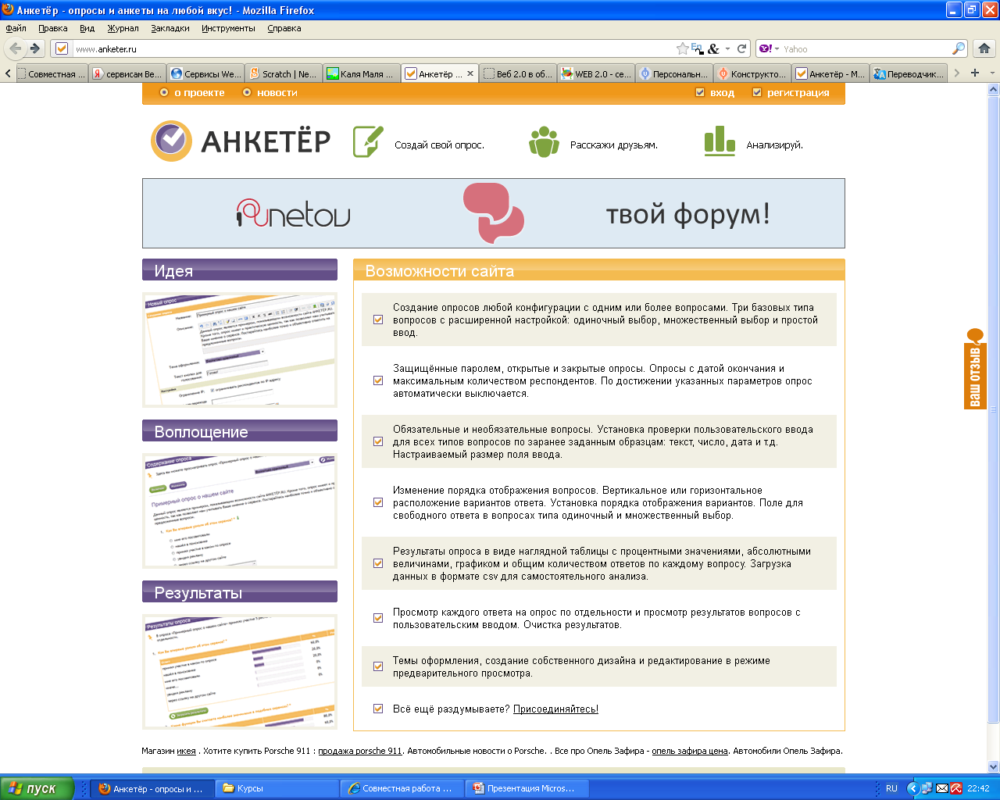 Анкетёр - опросы и анкеты на любой вкус! - Mozilla Firefox
Файл Правка Вид Журнал Закладки Инструменты Справка
www.anketer.ru
Yahoo
Совместная ...
сервисам Ве...
Сервисы We...
Scratch | Ne...
Каля Маля ...
Анкетёр ...
Веб 2.0 в об...
WEB 2.0 - се...
Персональн...
Конструкто...
Анкетёр - М...
Переводчик...
о проекте новости вход регистрация
АНКЕТЁР
Создай свой опрос.
Расскажи друзьям.
Анализируй.
runetov
твой форум!
Идея
Новый опрос
Воплощение
Содержание опроса
Примерный опрос о нашем сайте
Результаты
Результаты опроса
Возможности сайта
Создание опросов любой конфигурации с одним или более вопросами. Три базовых типа
вопросов с расширенной настройкой: одиночный выбор, множественный выбор и простой
ввод.
Защищённые паролем, открытые и закрытые опросы. Опросы с датой окончания и
максимальным количеством респондентов. По достижении указанных параметров опрос
автоматически выключается.
Обязательные и необязательные вопросы. Установка проверки пользовательского ввода
для всех типов вопросов по заранее заданным образцам: текст, число, дата и т.д.
Настраиваемый размер поля ввода.
Изменение порядка отображения вопросов. Вертикальное или горизонтальное
расположение вариантов ответа. Установка порядка отображения вариантов. Поле для
свободного ответа в вопросах типа одиночный и множественный выбор.
Результаты опроса в виде наглядной таблицы с процентными значениями, абсолютными
величинами, графиком и общим количеством ответов по каждому вопросу. Загрузка
данных в формате csv для самостоятельного анализа.
Просмотр каждого ответа на опрос по отдельности и просмотр результатов вопросов с
пользовательским вводом. Очистка результатов.
Темы оформления, создание собственного дизайна и редактирование в режиме
предварительного просмотра.
Всё ещё раздумываете? Присоединяйтесь!
ВАШ ОТЗЫВ
Магазин икея . Хотите купить Porsche 911 : продажа porsche 911. Автомобильные новости о Porsche. . Все про Опель Зафира - опель зафира цена. Автомобили Опель Зафира.
пуск
Анкетёр - опросы и ...
Курсы
Совместная работа ...
Презентация Micros...
RU
22:42